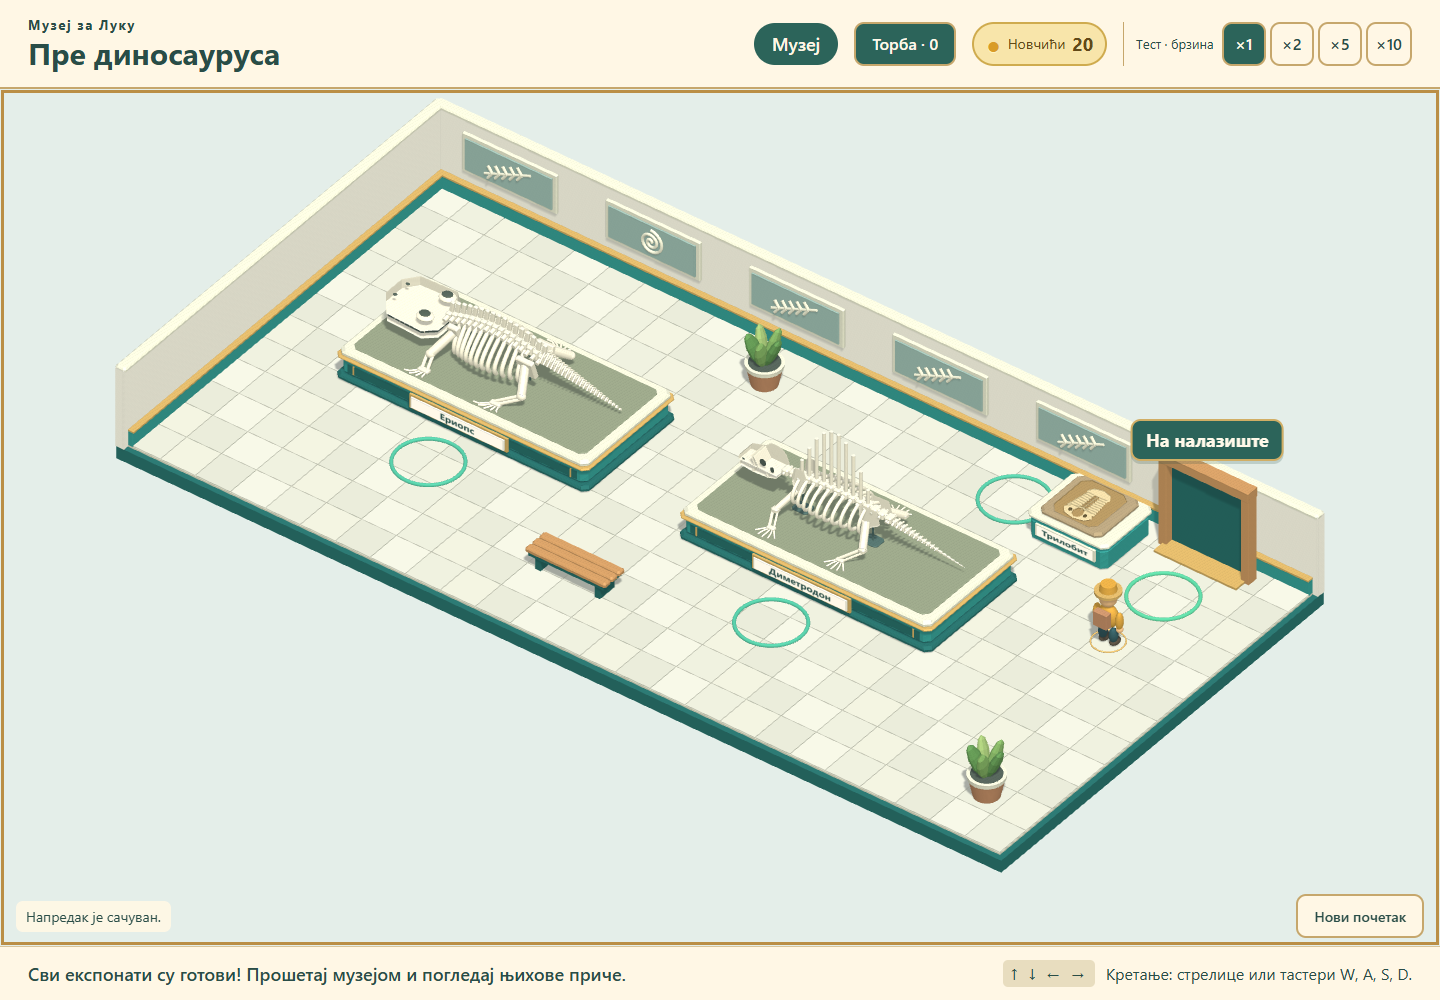 Музеј за Луку
Пре диносауруса
Музеј
Торба · 0
Новчићи 20
Тест · брзина
×1
×2
×5
×10
На налазиште
Ериопс
Трилобит
Диметродон
Напредак је сачуван.
Нови почетак
Сви експонати су готови! Прошетај музејом и погледај њихове приче.
↑ ↓ ← → Кретање: стрелице или тастери W, A, S, D.